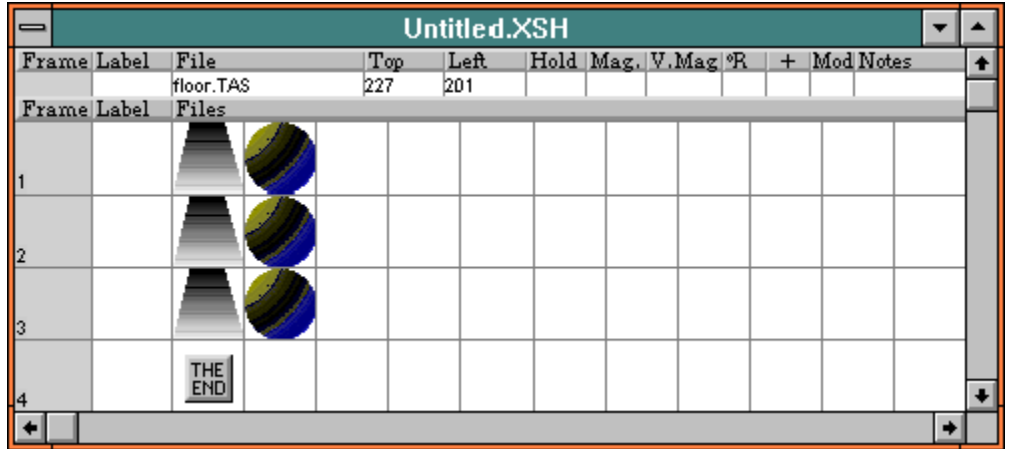 Untitled.XSH
Frame Label File Top Left Hold Mag. V.Mag °R + Mod Notes
floor.TAS 227 201
Frame Label Files
1
2
3
THE
END
4